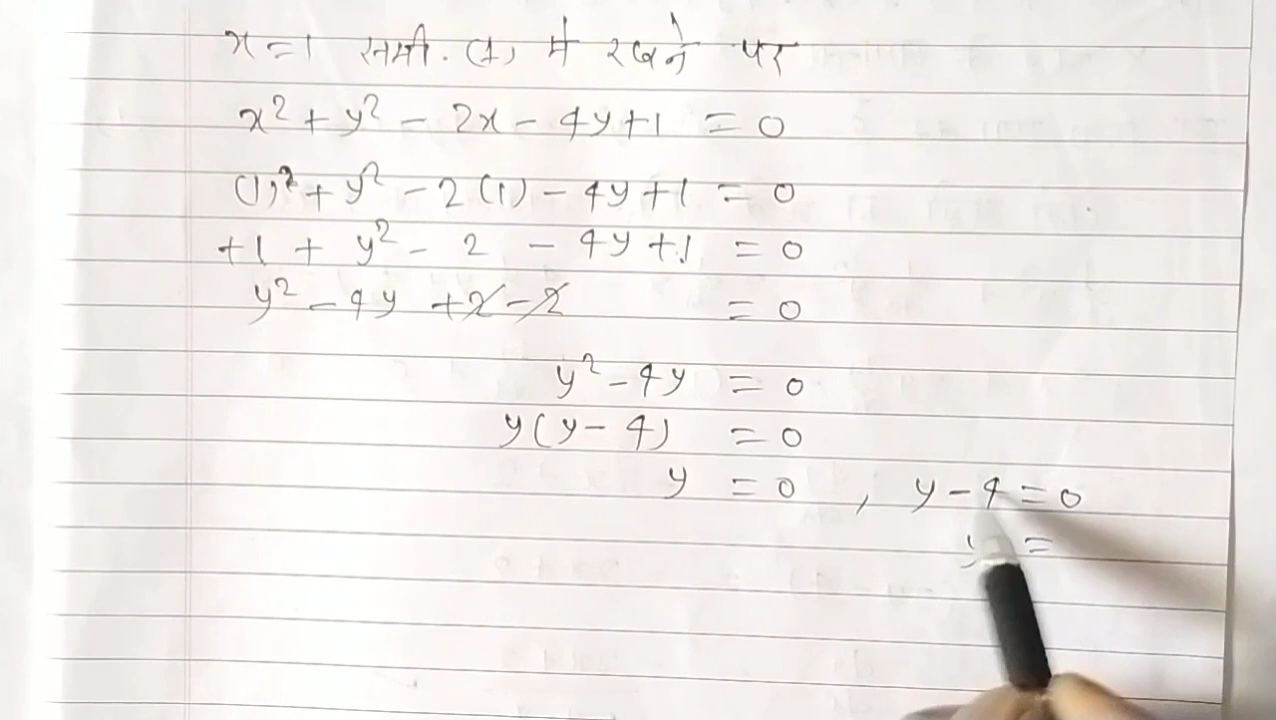 x = 1 समी. (1) में रखने पर
x² + y² - 2x - 4y + 1 = 0
(1)² + y² - 2(1) - 4y + 1 = 0
+1 + y² - 2 - 4y + 1 = 0
y² - 4y + 2 - 2 = 0
y² - 4y = 0
y(y - 4) = 0
y = 0 , y - 4 = 0
y =